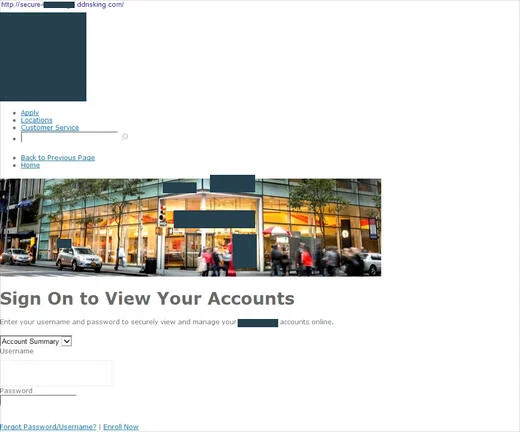 http://secure- ddnsking.com/
Apply
Locations
Customer Service
Back to Previous Page
Home
Sign On to View Your Accounts
Enter your username and password to securely view and manage your accounts online.
Account Summary
Username
Password
Forgot Password/Username? | Enroll Now